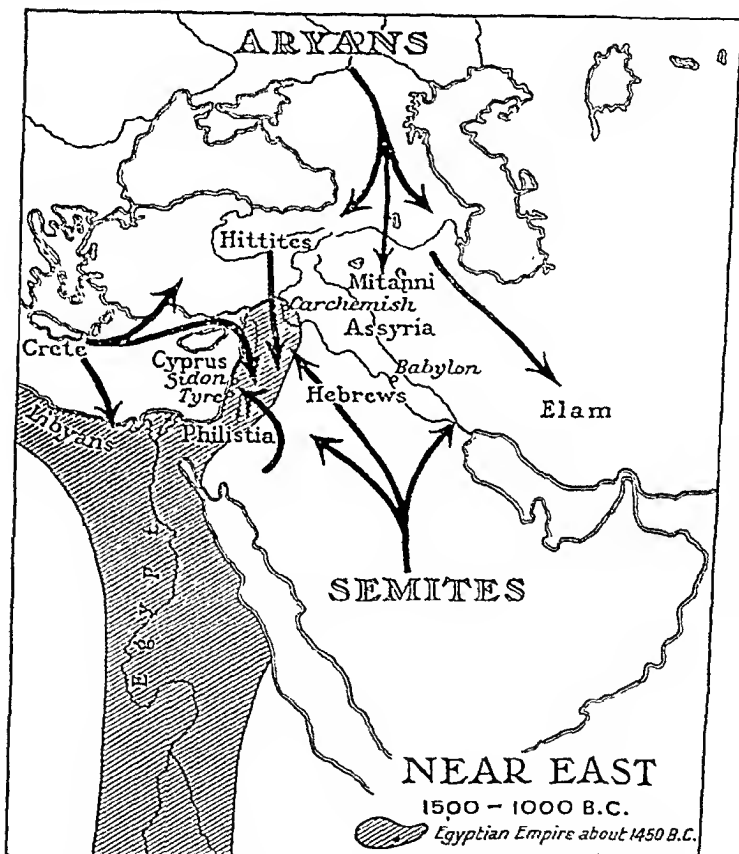 ARYANS
Hittites
Mitanni
Carchemish
Assyria
Crete
Cyprus
Sidon
Tyre
Babylon
Hebrews
Elam
Libyans
Philistia
Egypt
SEMITES
NEAR EAST
1500 - 1000 B.C.
Egyptian Empire about 1450 B.C.